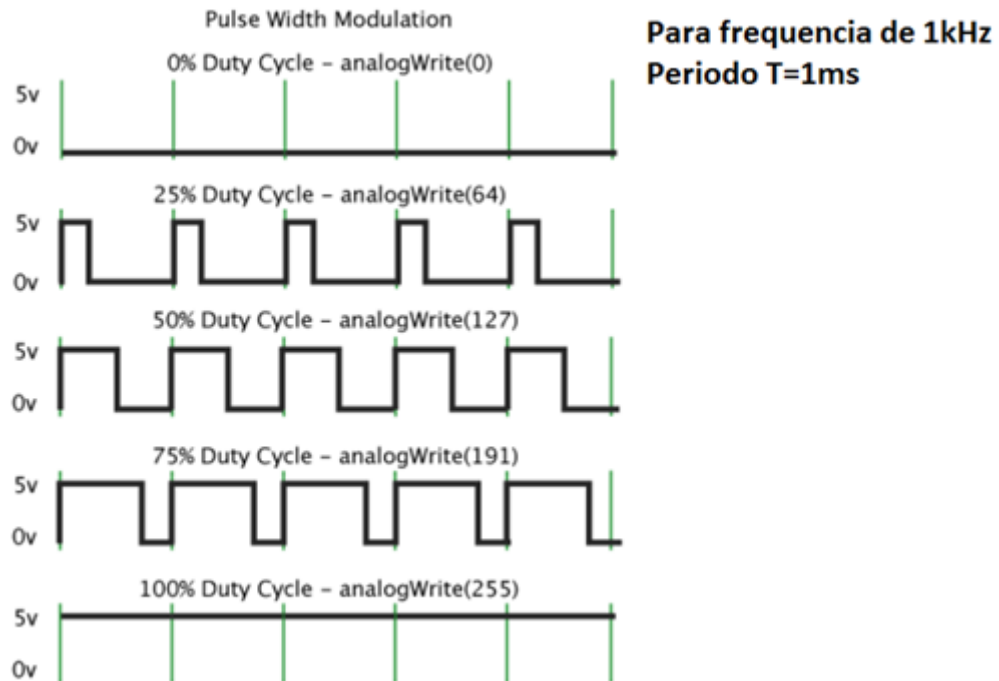 Pulse Width Modulation
Para frequencia de 1kHz
Periodo T=1ms
0% Duty Cycle – analogWrite(0)
5v
0v
25% Duty Cycle – analogWrite(64)
5v
0v
50% Duty Cycle – analogWrite(127)
5v
0v
75% Duty Cycle – analogWrite(191)
5v
0v
100% Duty Cycle – analogWrite(255)
5v
0v